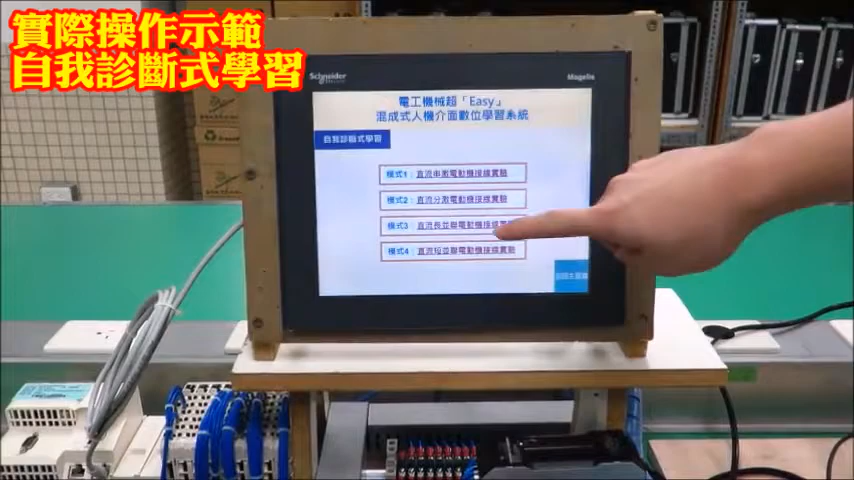 實際操作示範
自我診斷式學習
Schneider
Magelis
電工機械超「Easy」
混成式人機介面數位學習系統
自我診斷式學習
模式1：直流串激電動機接線實驗
模式2：直流分激電動機接線實驗
模式3：直流長並聯電動機接線實驗
模式4：直流短並聯電動機接線實驗